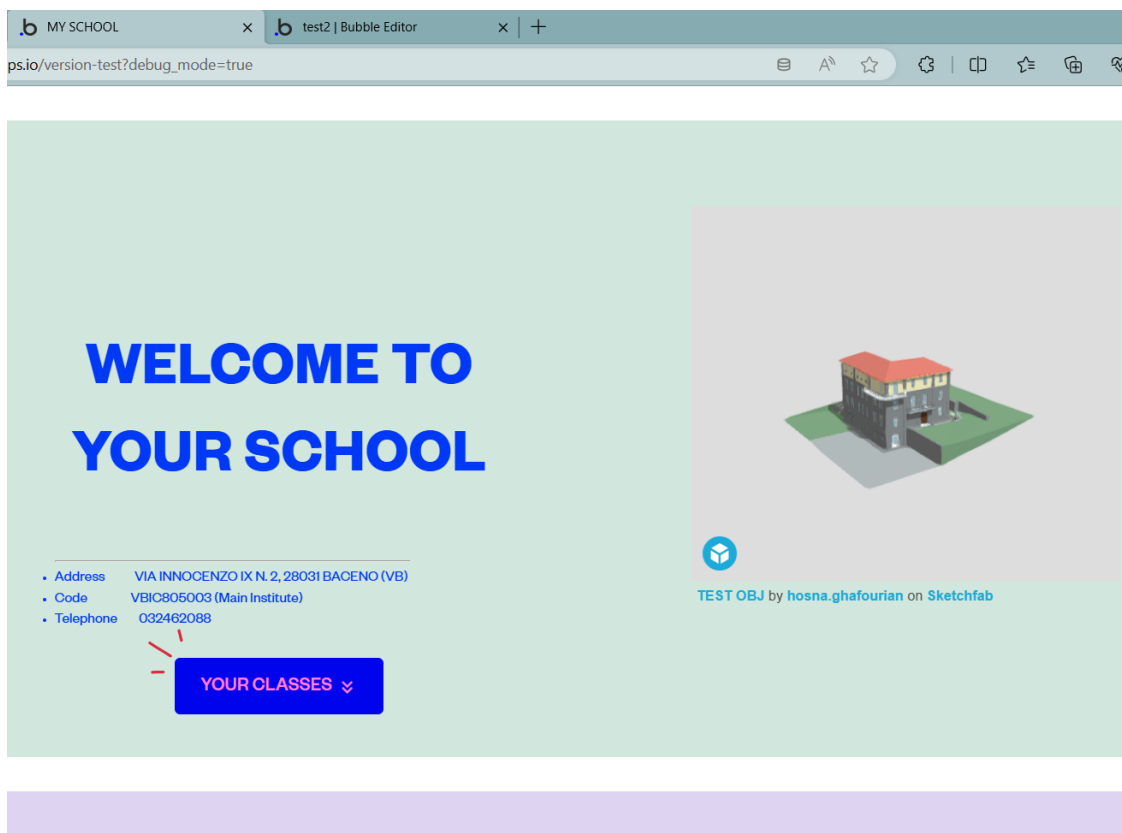 MY SCHOOL
test2 | Bubble Editor
ps.io/version-test?debug_mode=true
WELCOME TO
YOUR SCHOOL
Address VIA INNOCENZO IX N. 2, 28031 BACENO (VB)
Code VBIC805003 (Main Institute)
Telephone 032462088
YOUR CLASSES
TEST OBJ by hosna.ghafourian on Sketchfab